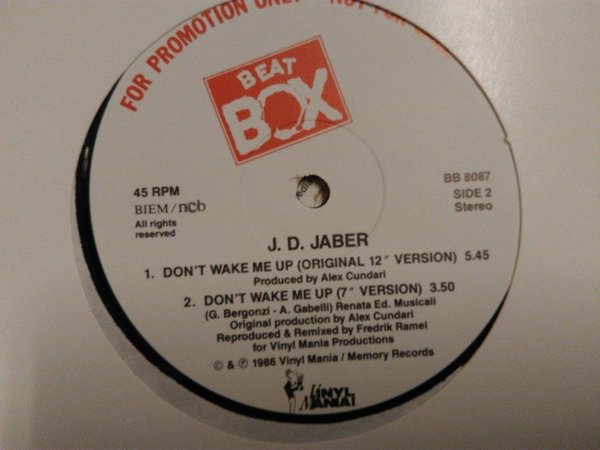 FOR PROMOTION ONLY - NOT FOR
BEAT
BOX
45 RPM
BIEM/ncb
All rights
reserved
BB 8087
SIDE 2
Stereo
J. D. JABER
1. DON'T WAKE ME UP (ORIGINAL 12" VERSION) 5.45
Produced by Alex Cundari
2. DON'T WAKE ME UP (7" VERSION) 3.50
(G. Bergonzi - A. Gabelli) Renata Ed. Musicali
Original production by Alex Cundari
Reproduced & Remixed by Fredrik Ramel
for Vinyl Mania Productions
© & ℗ 1986 Vinyl Mania / Memory Records
VINYL
MANIA!